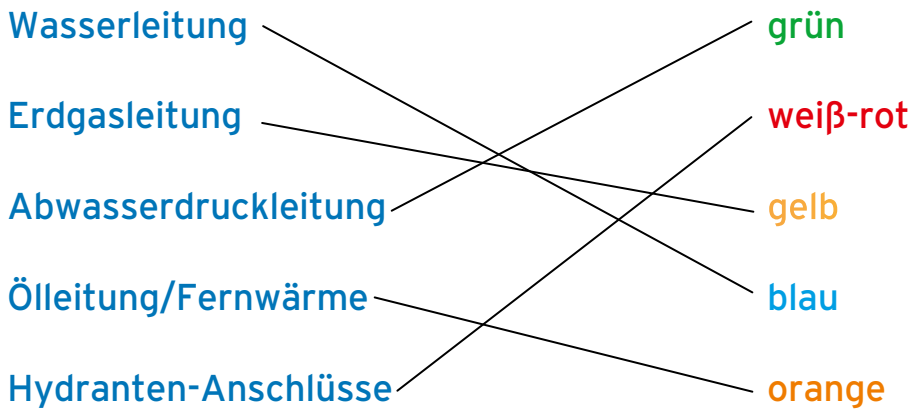 Wasserleitung grün
Erdgasleitung weiß-rot
Abwasserdruckleitung gelb
Ölleitung/Fernwärme blau
Hydranten-Anschlüsse orange